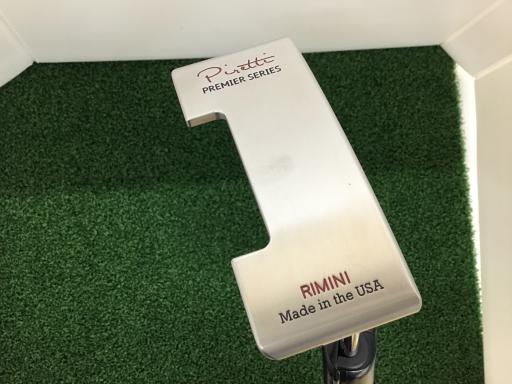 Piretti
PREMIER SERIES
RIMINI
Made in the USA